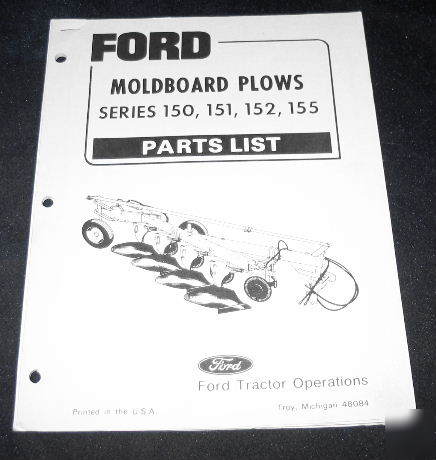 FORD
MOLDBOARD PLOWS
SERIES 150, 151, 152, 155
PARTS LIST
Ford
Ford Tractor Operations
Printed in the U.S.A.
Troy, Michigan 48084